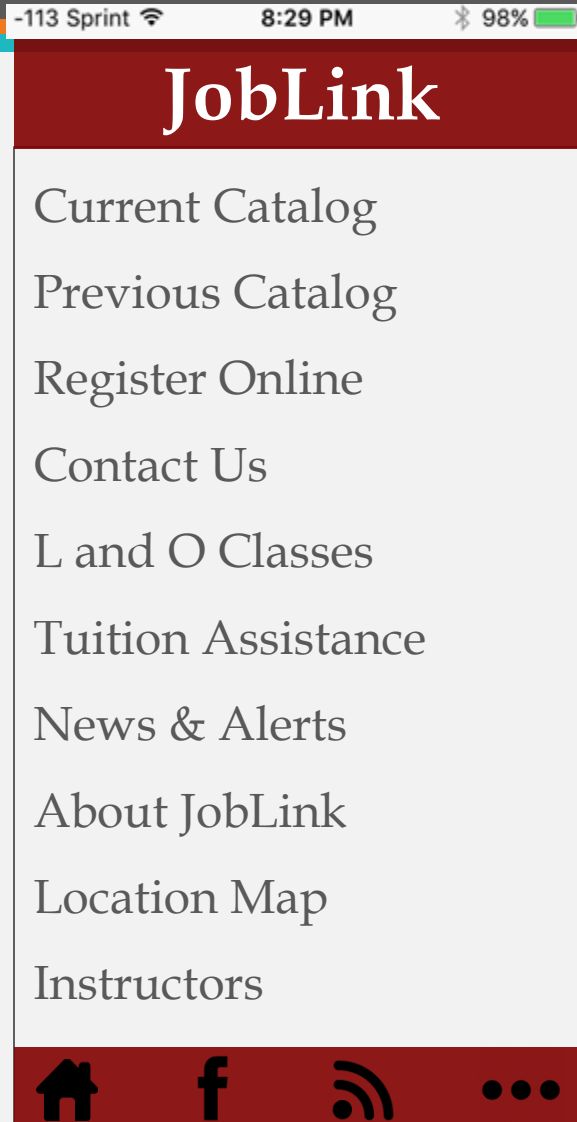 -113 Sprint 8:29 PM 98%
JobLink
Current Catalog
Previous Catalog
Register Online
Contact Us
L and O Classes
Tuition Assistance
News & Alerts
About JobLink
Location Map
Instructors
f